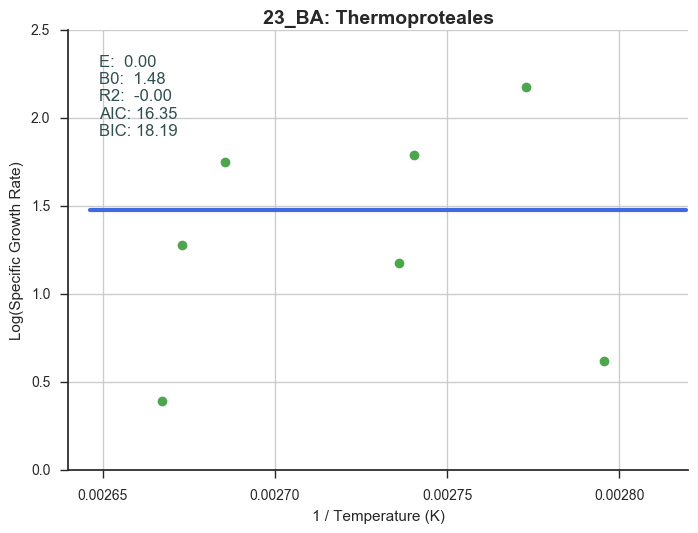 23_BA: Thermoproteales
E: 0.00
B0: 1.48
R2: -0.00
AIC: 16.35
BIC: 18.19
Log(Specific Growth Rate)
2.5
2.0
1.5
1.0
0.5
0.0
0.00265 0.00270 0.00275 0.00280
1 / Temperature (K)